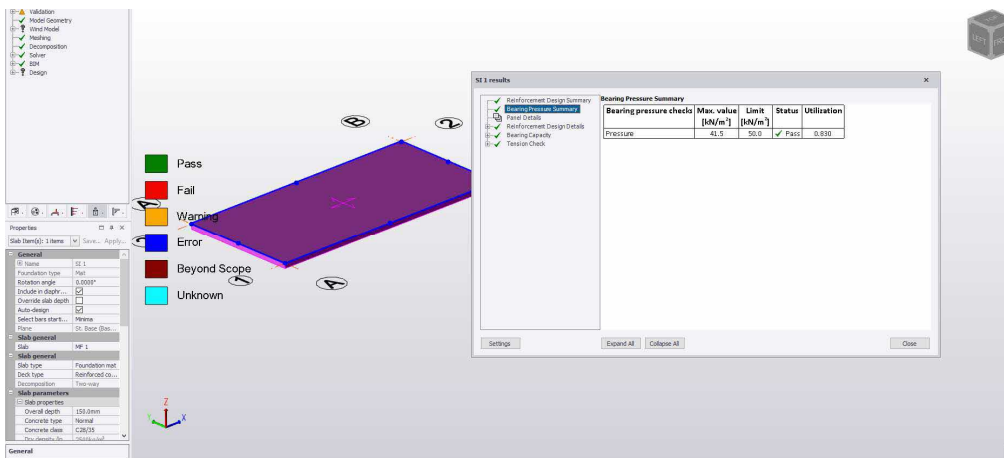 Validation
Model Geometry
Wind Model
Meshing
Decomposition
Solver
BIM
Design
Properties
Slab Item(s): 1 items Save... Apply...
General
Name SI 1
Foundation type Mat
Rotation angle 0.0000°
Include in diaphr...
Override slab depth
Auto-design
Select bars starti... Minima
Plane St. Base (Bas...
Slab general
Slab MF 1
Slab general
Slab type Foundation mat
Deck type Reinforced co...
Decomposition Two-way
Slab parameters
Slab properties
Overall depth 150.0mm
Concrete type Normal
Concrete class C28/35
General
Pass
Fail
Warning
Error
Beyond Scope
Unknown
B
2
A
1
A
Z
Y
X
TOP
LEFT
SI 1 results
Reinforcement Design Summary
Bearing Pressure Summary
Panel Details
Reinforcement Design Details
Bearing Capacity
Tension Check
Bearing Pressure Summary
Bearing pressure checks Max. value [kN/m²] Limit [kN/m²] Status Utilization
Pressure 41.5 50.0 ✓ Pass 0.830
Settings
Expand All
Collapse All
Close